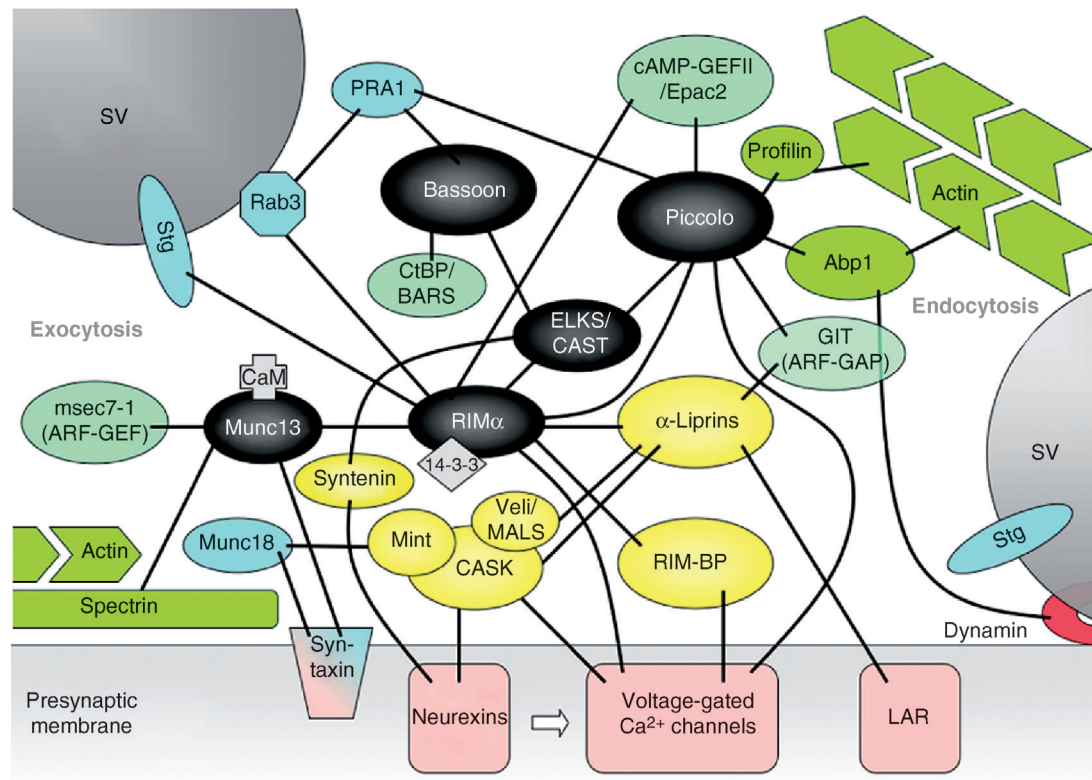 SV
PRA1
cAMP-GEFII
/Epac2
Profilin
Bassoon
Rab3
Piccolo
Actin
Stg
CtBP/
BARS
Abp1
Exocytosis
Endocytosis
ELKS/
CAST
GIT
(ARF-GAP)
CaM
msec7-1
(ARF-GEF)
Munc13
RIMα
α-Liprins
14-3-3
SV
Syntenin
Veli/
MALS
Stg
Actin
Munc18
Mint
CASK
RIM-BP
Spectrin
Dynamin
Syn-
taxin
Presynaptic
membrane
Neurexins
Voltage-gated
Ca²⁺ channels
LAR